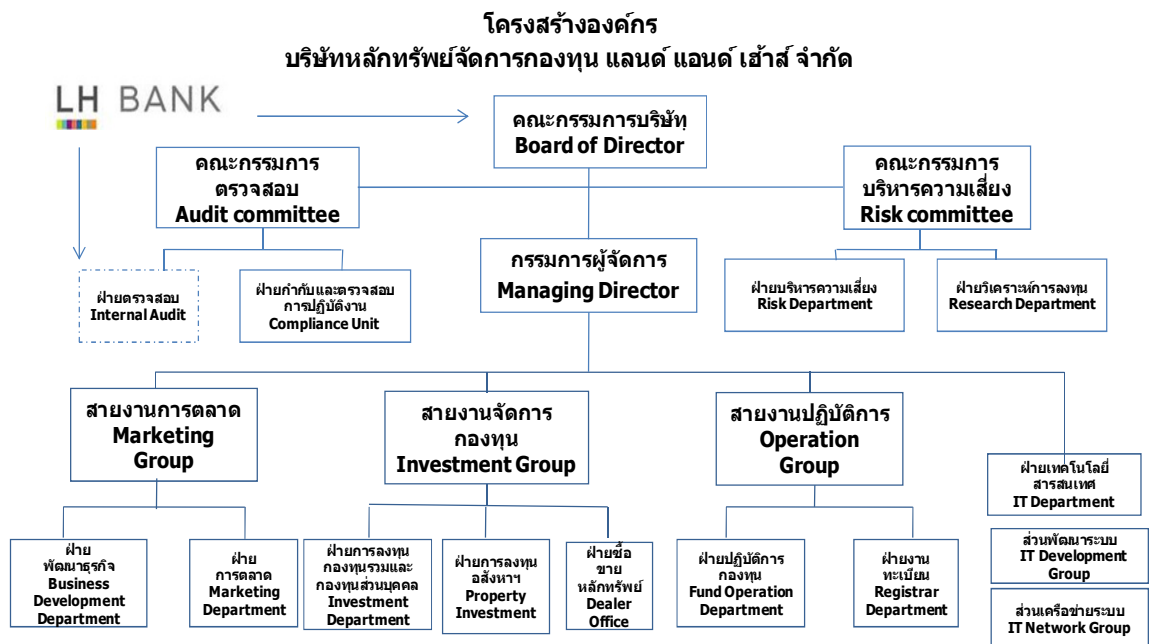 โครงสร้างองค์กร
บริษัทหลักทรัพย์จัดการกองทุน แลนด์ แอนด์ เฮ้าส์ จำกัด
LH BANK
คณะกรรมการบริษัทฺ
Board of Director
คณะกรรมการ
ตรวจสอบ
Audit committee
คณะกรรมการ
บริหารความเสี่ยง
Risk committee
กรรมการผู้จัดการ
Managing Director
ฝ่ายตรวจสอบ
Internal Audit
ฝ่ายกำกับและตรวจสอบ
การปฏิบัติงาน
Compliance Unit
ฝ่ายบริหารความเสี่ยง
Risk Department
ฝ่ายวิเคราะห์การลงทุน
Research Department
สายงานการตลาด
Marketing
Group
สายงานจัดการ
กองทุน
Investment Group
สายงานปฏิบัติการ
Operation
Group
ฝ่ายเทคโนโลยี่
สารสนเทศ
IT Department
ฝ่าย
พัฒนาธุรกิจ
Business
Development
Department
ฝ่าย
การตลาด
Marketing
Department
ฝ่ายการลงทุน
กองทุนรวมและ
กองทุนส่วนบุคคล
Investment
Department
ฝ่ายการลงทุน
อสังหาฯ
Property
Investment
ฝ่ายซื้อ
ขาย
หลักทรัพย์
Dealer
Office
ฝ่ายปฏิบัติการ
กองทุน
Fund Operation
Department
ฝ่ายงาน
ทะเบียน
Registrar
Department
ส่วนพัฒนาระบบ
IT Development
Group
ส่วนเครือข่ายระบบ
IT Network Group